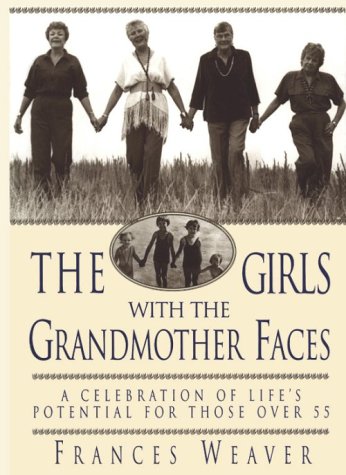 THE GIRLS
WITH THE
GRANDMOTHER FACES
A CELEBRATION OF LIFE'S
POTENTIAL FOR THOSE OVER 55
FRANCES WEAVER